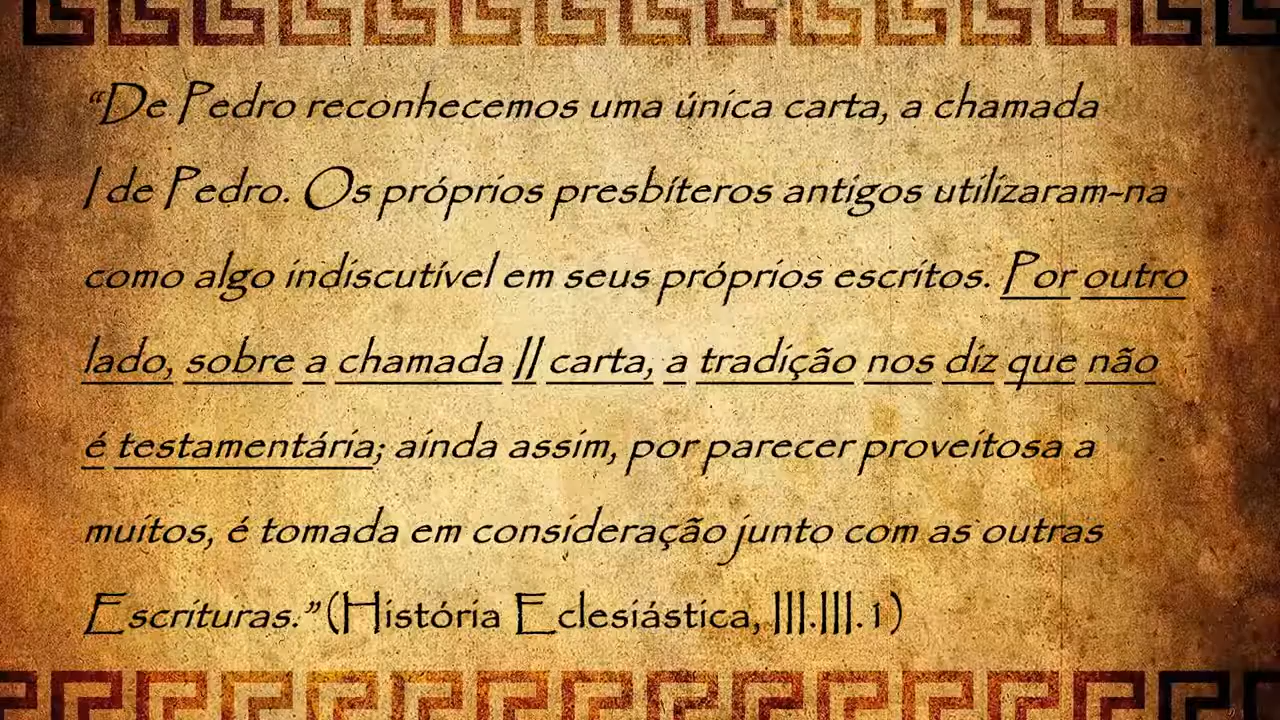 “De Pedro reconhecemos uma única carta, a chamada
I de Pedro. Os próprios presbíteros antigos utilizaram-na
como algo indiscutível em seus próprios escritos. Por outro
lado, sobre a chamada II carta, a tradição nos diz que não
é testamentária; ainda assim, por parecer proveitosa a
muitos, é tomada em consideração junto com as outras
Escrituras.” (História Eclesiástica, III.III.1)